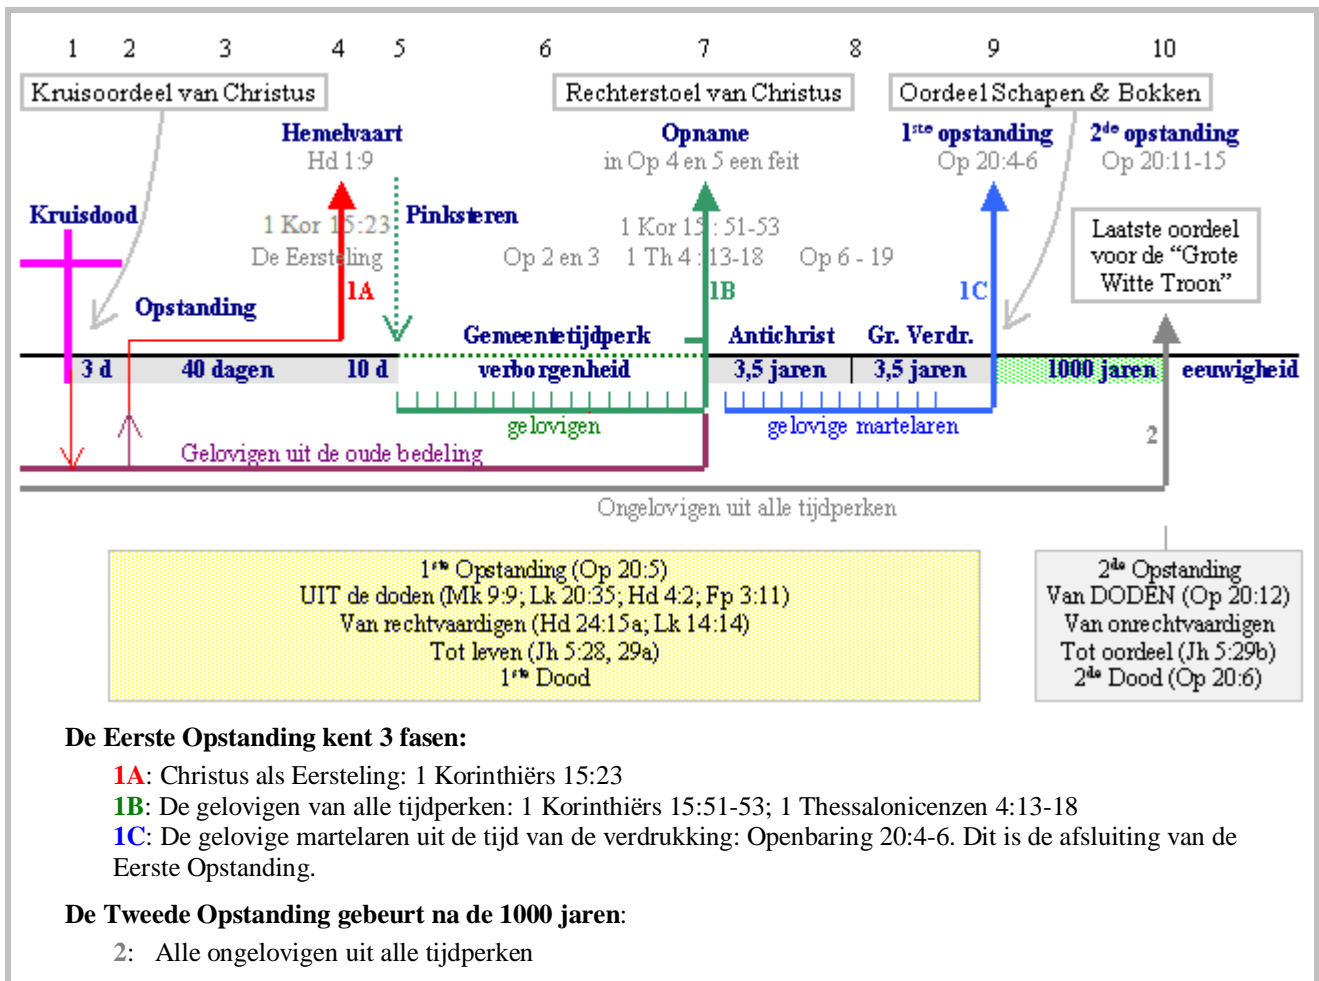 1 2 3 4 5 6 7 8 9 10
Kruisoordeel van Christus
Rechterstoel van Christus
Oordeel Schapen & Bokken
Hemelvaart
Hd 1:9
Opname
in Op 4 en 5 een feit
1ste opstanding
Op 20:4-6
2de opstanding
Op 20:11-15
Kruisdood
1 Kor 15:23
De Eersteling
Pinksteren
1 Kor 15 : 51-53
Op 2 en 3 1 Th 4 : 13-18 Op 6 - 19
Laatste oordeel
voor de “Grote
Witte Troon”
1A
1B
1C
Opstanding
Gemeentetijdperk
Antichrist
Gr. Verdr.
3 d 40 dagen 10 d verborgenheid 3,5 jaren 3,5 jaren 1000 jaren eeuwigheid
gelovigen
gelovige martelaren
2
Gelovigen uit de oude bedeling
Ongelovigen uit alle tijdperken
1ste Opstanding (Op 20:5)
UIT de doden (Mk 9:9; Lk 20:35; Hd 4:2; Fp 3:11)
Van rechtvaardigen (Hd 24:15a; Lk 14:14)
Tot leven (Jh 5:28, 29a)
1ste Dood
2de Opstanding
Van DODEN (Op 20:12)
Van onrechtvaardigen
Tot oordeel (Jh 5:29b)
2de Dood (Op 20:6)
De Eerste Opstanding kent 3 fasen:
1A: Christus als Eersteling: 1 Korinthiërs 15:23
1B: De gelovigen van alle tijdperken: 1 Korinthiërs 15:51-53; 1 Thessalonicenzen 4:13-18
1C: De gelovige martelaren uit de tijd van de verdrukking: Openbaring 20:4-6. Dit is de afsluiting van de
Eerste Opstanding.
De Tweede Opstanding gebeurt na de 1000 jaren:
2: Alle ongelovigen uit alle tijdperken